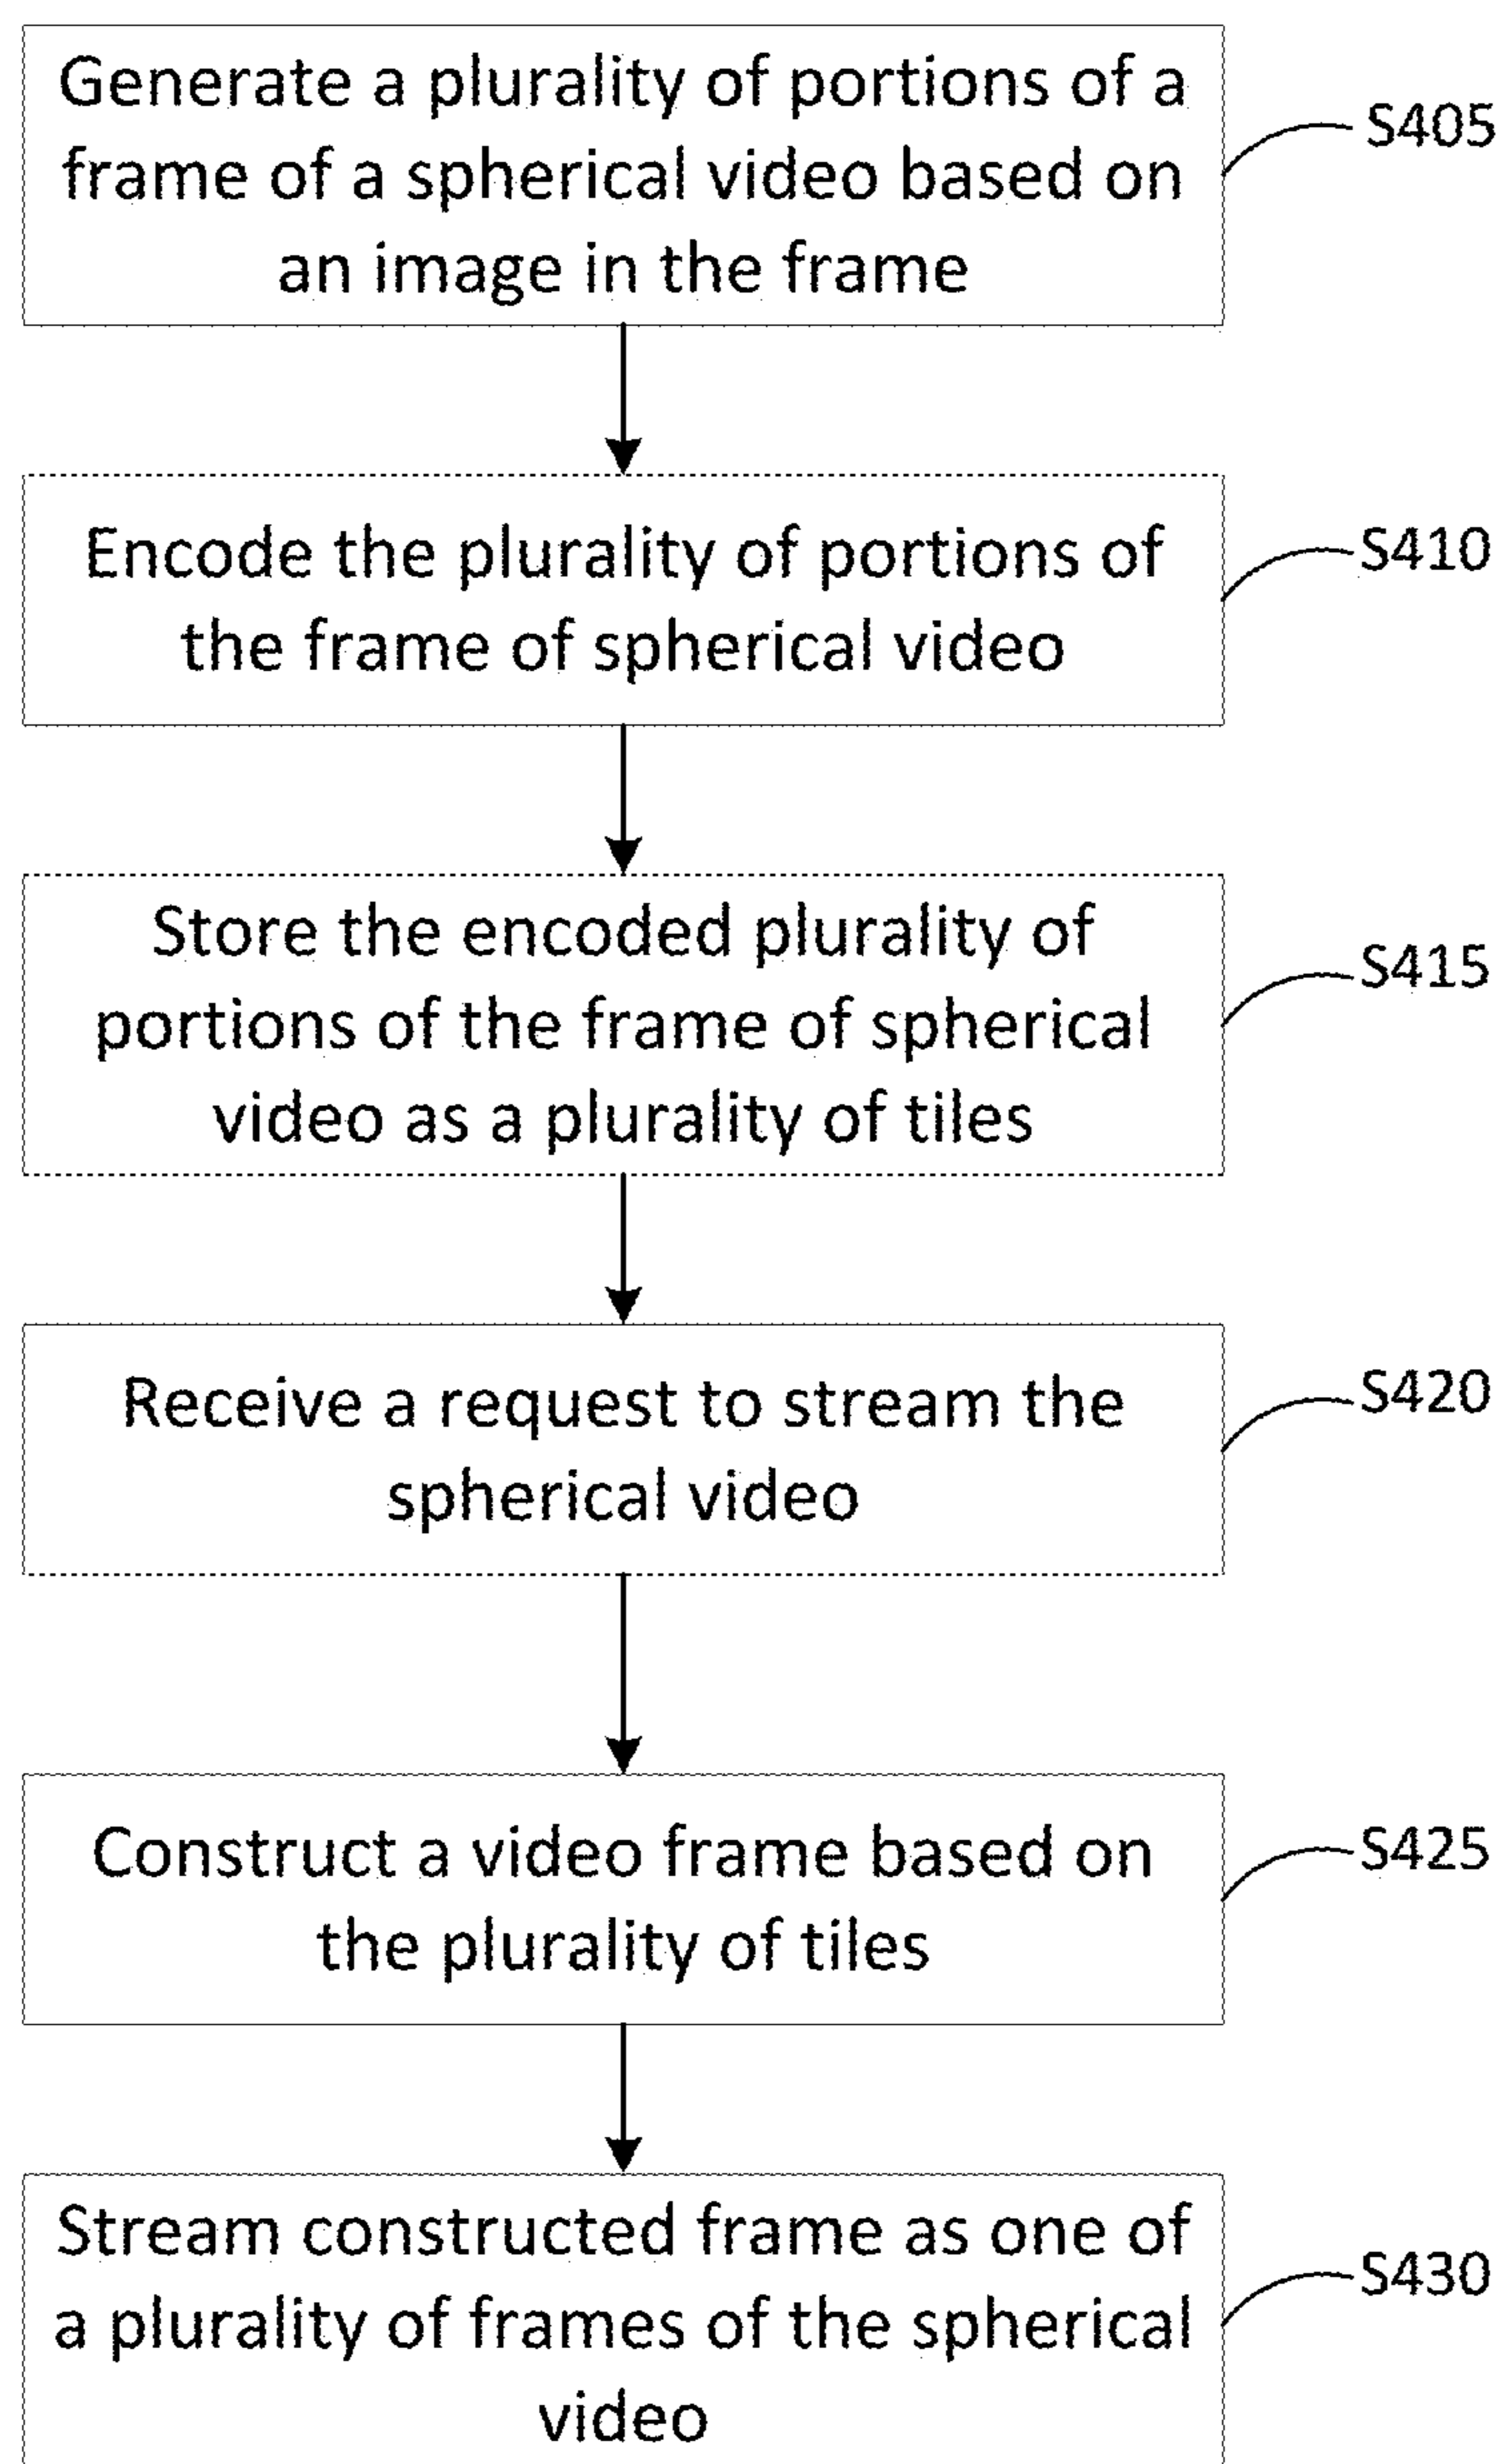 Generate a plurality of portions of a
frame of a spherical video based on
an image in the frame
S405
Encode the plurality of portions of
the frame of spherical video
S410
Store the encoded plurality of
portions of the frame of spherical
video as a plurality of tiles
S415
Receive a request to stream the
spherical video
S420
Construct a video frame based on
the plurality of tiles
S425
Stream constructed frame as one of
a plurality of frames of the spherical
video
S430